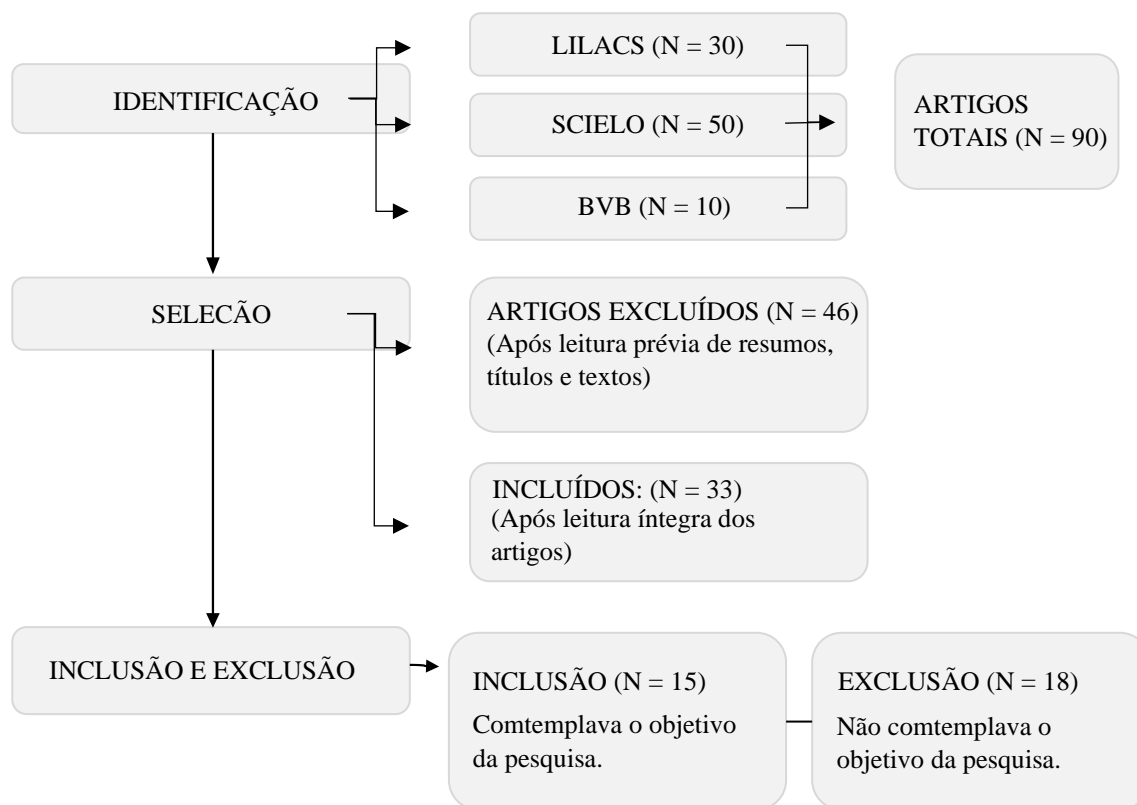 IDENTIFICAÇÃO
LILACS (N = 30)
SCIELO (N = 50)
BVB (N = 10)
ARTIGOS
TOTAIS (N = 90)
SELECÃO
ARTIGOS EXCLUÍDOS (N = 46)
(Após leitura prévia de resumos,
títulos e textos)
INCLUÍDOS: (N = 33)
(Após leitura íntegra dos
artigos)
INCLUSÃO E EXCLUSÃO
INCLUSÃO (N = 15)
Comtemplava o objetivo
da pesquisa.
EXCLUSÃO (N = 18)
Não comtemplava o
objetivo da pesquisa.